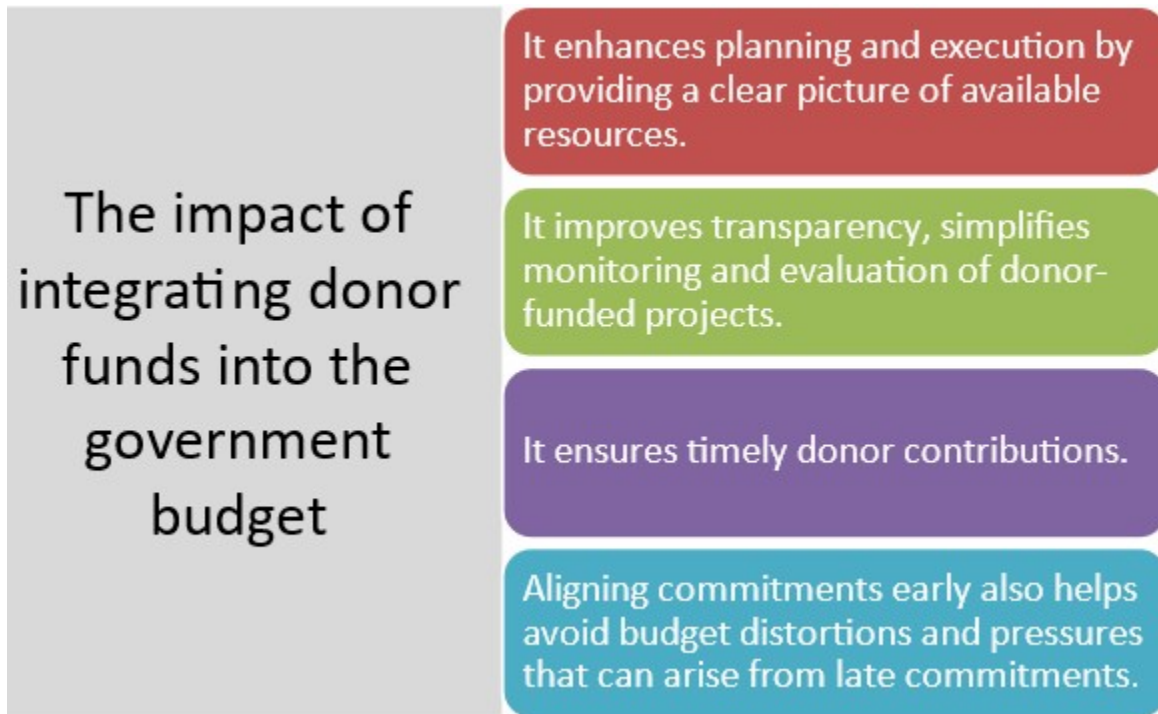 The impact of
integrating donor
funds into the
government
budget
It enhances planning and execution by
providing a clear picture of available
resources.
It improves transparency, simplifies
monitoring and evaluation of donor-
funded projects.
It ensures timely donor contributions.
Aligning commitments early also helps
avoid budget distortions and pressures
that can arise from late commitments.